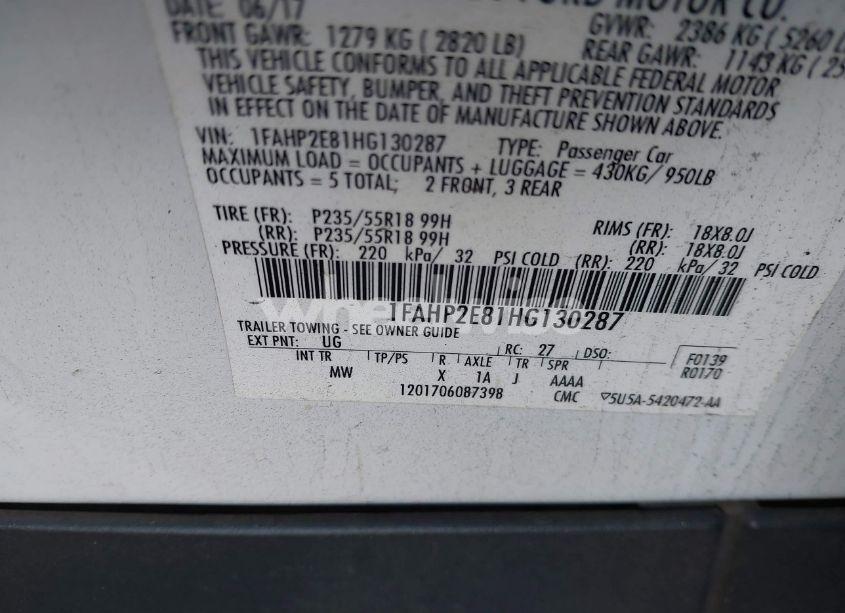 DATE: 06/17 FORD MOTOR CO.
FRONT GAWR: 1279 KG ( 2820 LB) GVWR: 2386 KG ( 5260 L
REAR GAWR: 1143 KG ( 25
THIS VEHICLE CONFORMS TO ALL APPLICABLE FEDERAL MOTOR
VEHICLE SAFETY, BUMPER, AND THEFT PREVENTION STANDARDS
IN EFFECT ON THE DATE OF MANUFACTURE SHOWN ABOVE.
VIN: 1FAHP2E81HG130287 TYPE: Passenger Car
MAXIMUM LOAD = OCCUPANTS + LUGGAGE = 430KG/ 950LB
OCCUPANTS = 5 TOTAL; 2 FRONT, 3 REAR
TIRE (FR): P235/55R18 99H RIMS (FR): 18X8.0J
(RR): P235/55R18 99H (RR): 18X8.0J
PRESSURE (FR): 220 kPa/ 32 PSI COLD (RR): 220 kPa/ 32 PSI COLD
1FAHP2E81HG130287
TRAILER TOWING - SEE OWNER GUIDE
EXT PNT: UG RC: 27 DSO: F0139
INT TR TP/PS R AXLE TR SPR R0170
MW X 1A J AAAA
1201706087398 CMC 5U5A-5420472-AA